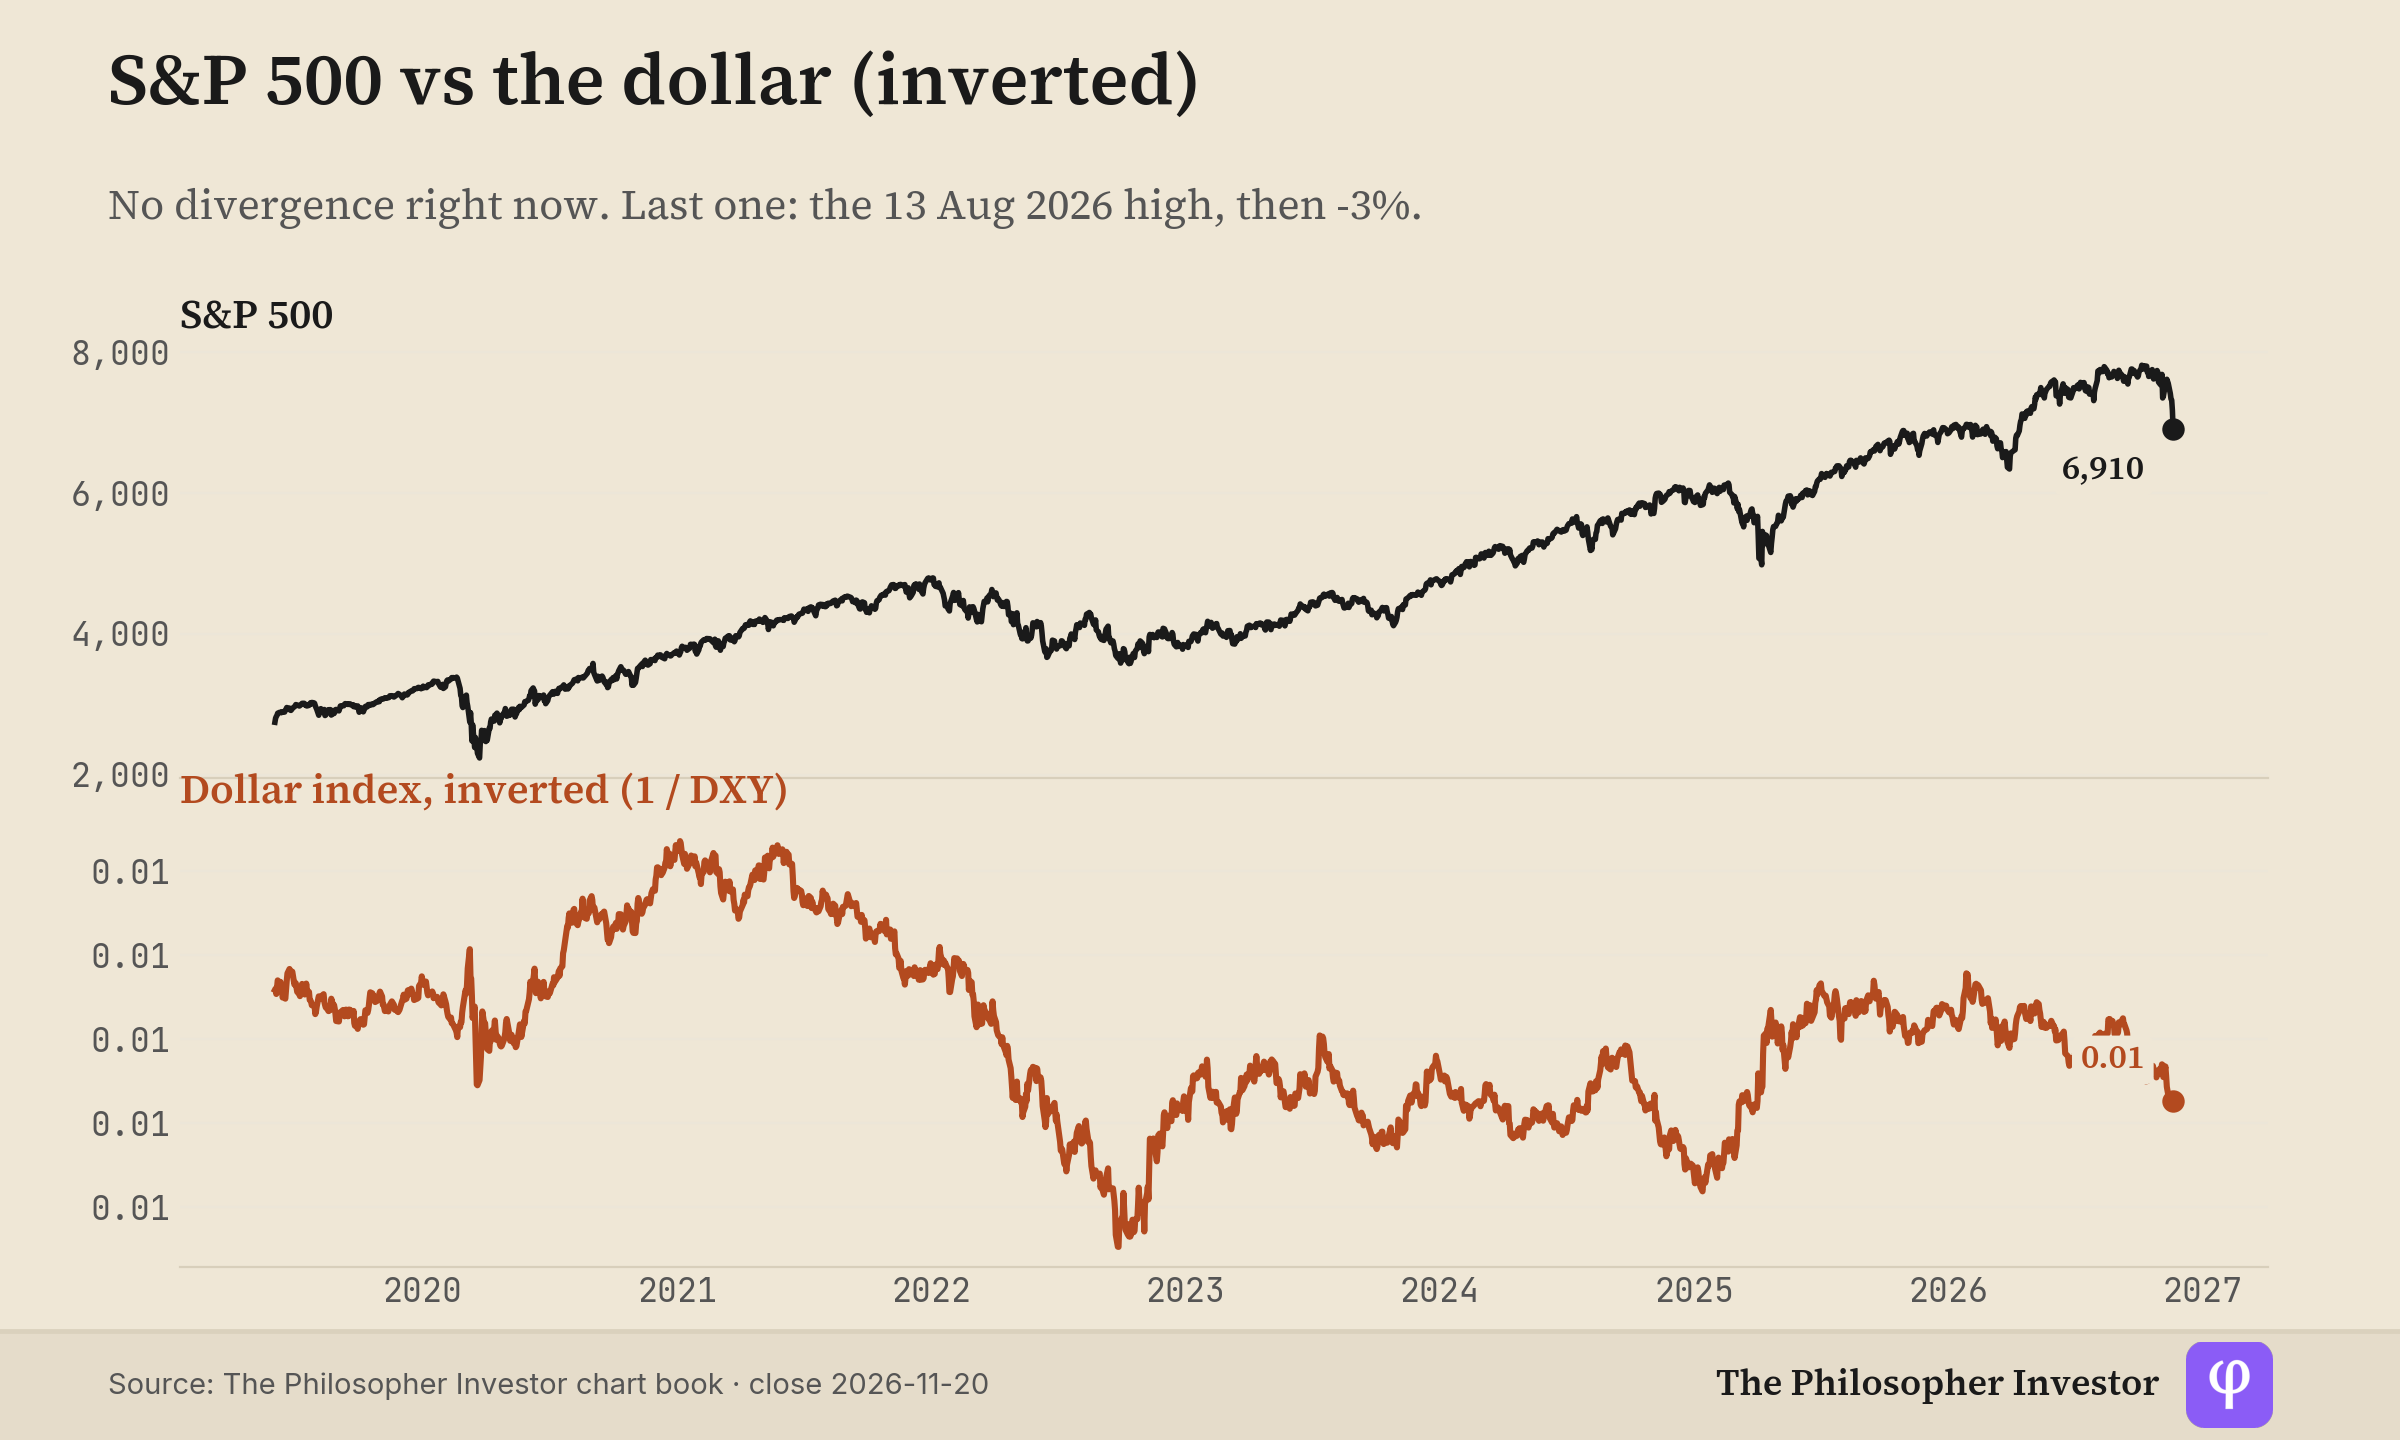 S&P 500 vs the dollar (inverted)
No divergence right now. Last one: the 13 Aug 2026 high, then -3%.
S&P 500
8,000
6,000
6,910
4,000
2,000
Dollar index, inverted (1 / DXY)
0.01
0.01
0.01
0.01
0.01
0.01
2020 2021 2022 2023 2024 2025 2026 2027
Source: The Philosopher Investor chart book · close 2026-11-20
The Philosopher Investor φ